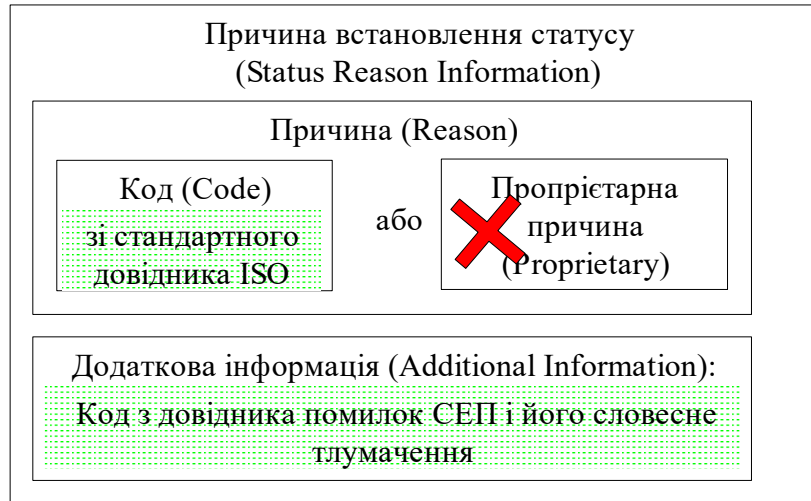 Причина встановлення статусу
(Status Reason Information)
Причина (Reason)
Код (Code)
зі стандартного
довідника ISO
або
Пропрієтарна
причина
(Proprietary)
Додаткова інформація (Additional Information):
Код з довідника помилок СЕП і його словесне
тлумачення